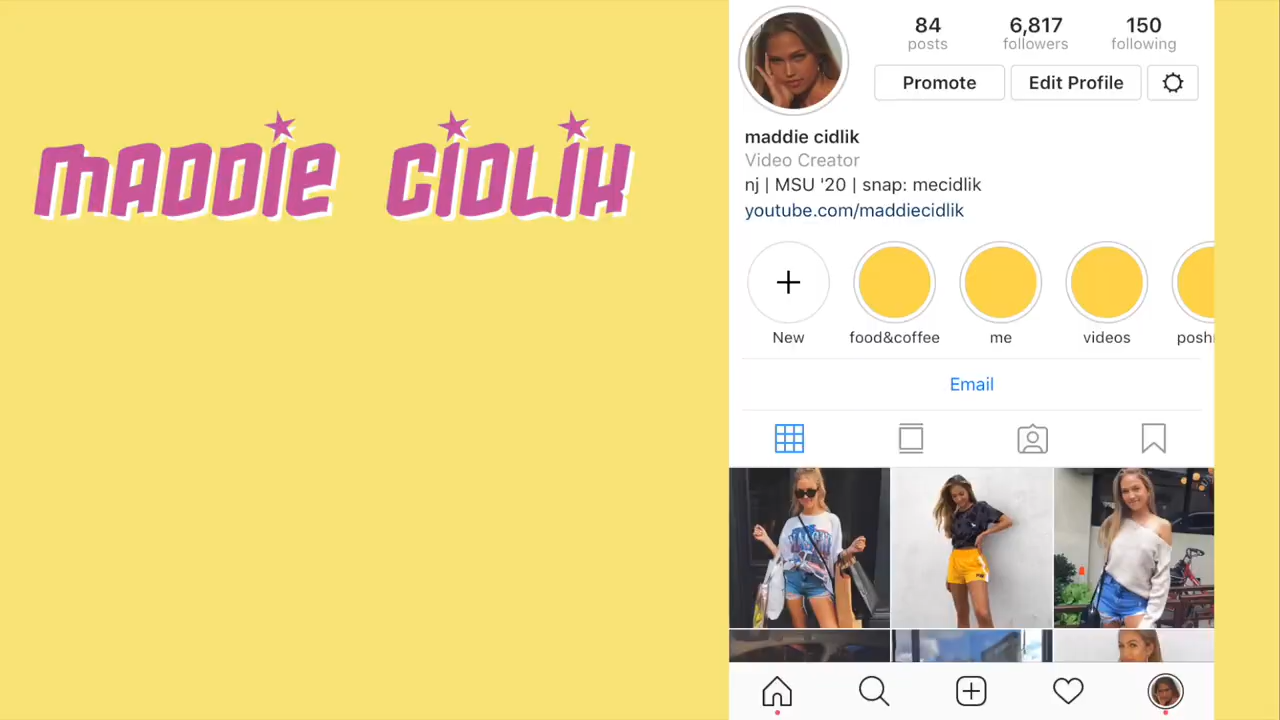 MADDIE CIDLIK
84 6,817 150
posts followers following
Promote Edit Profile
maddie cidlik
Video Creator
nj | MSU '20 | snap: mecidlik
youtube.com/maddiecidlik
New food&coffee me videos posh
Email